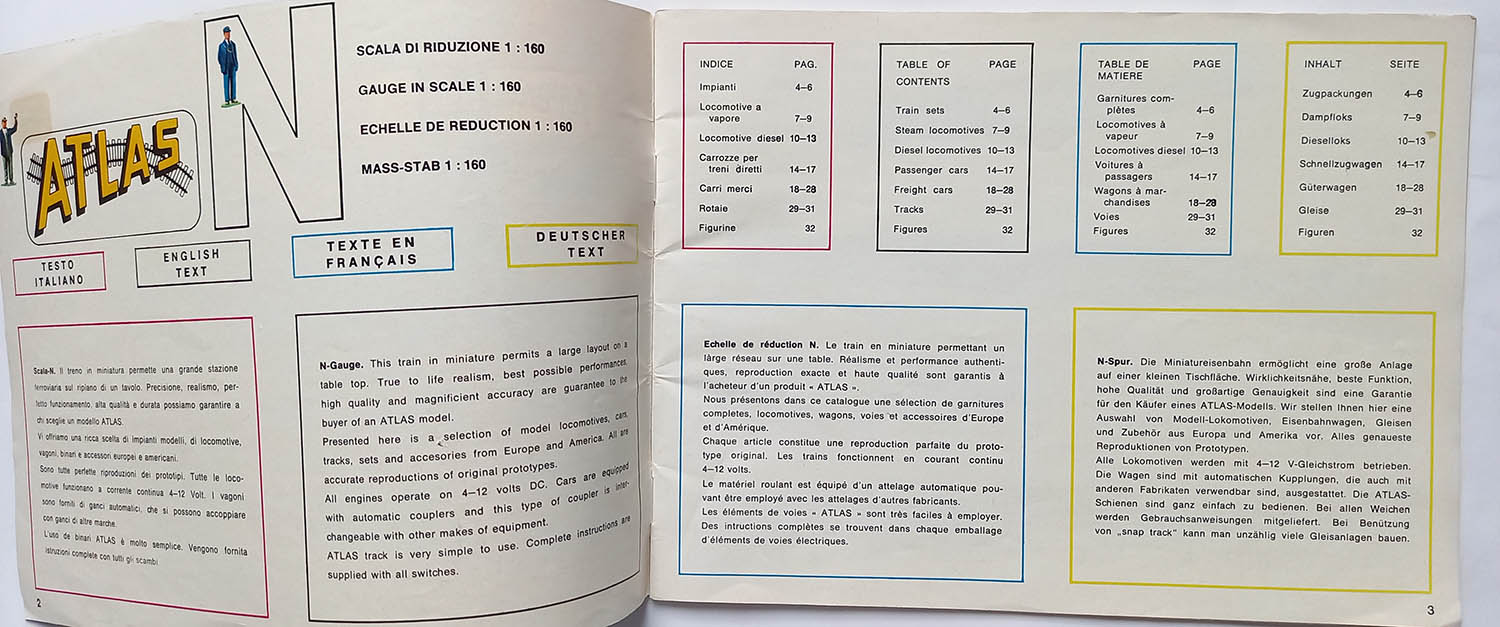 N
SCALA DI RIDUZIONE 1 : 160
GAUGE IN SCALE 1 : 160
ECHELLE DE REDUCTION 1 : 160
MASS-STAB 1 : 160
ATLAS
TESTO
ITALIANO
ENGLISH
TEXT
TEXTE EN
FRANÇAIS
DEUTSCHER
TEXT
Scala-N. Il treno in miniatura permette una grande stazione
ferroviaria sul ripiano di un tavolo. Precisione, realismo, per-
fetto funzionamento, alta qualità e durata possiamo garantire a
chi sceglie un modello ATLAS.
Vi offriamo una ricca scelta di impianti modelli, di locomotive,
vagoni, binari e accessori europei e americani.
Sono tutte perfette riproduzioni dei prototipi. Tutte le loco-
motive funzionano a corrente continua 4–12 Volt. I vagoni
sono forniti di ganci automatici, che si possono accoppiare
con ganci di altre marche.
L'uso de binari ATLAS è molto semplice. Vengono fornita
istruzioni complete con tutti gli scambi
N-Gauge. This train in miniature permits a large layout on a
table top. True to life realism, best possible performances,
high quality and magnificient accuracy are guarantee to the
buyer of an ATLAS model.
Presented here is a selection of model locomotives, cars,
tracks, sets and accesories from Europe and America. All are
accurate reproductions of original prototypes.
All engines operate on 4–12 volts DC. Cars are equipped
with automatic couplers and this type of coupler is inter-
changeable with other makes of equipment.
ATLAS track is very simple to use. Complete instructions are
supplied with all switches.
2
INDICE PAG.
Impianti 4–6
Locomotive a
vapore 7–9
Locomotive diesel 10–13
Carrozze per
treni diretti 14–17
Carri merci 18–28
Rotaie 29–31
Figurine 32
TABLE OF PAGE
CONTENTS
Train sets 4–6
Steam locomotives 7–9
Diesel locomotives 10–13
Passenger cars 14–17
Freight cars 18–28
Tracks 29–31
Figures 32
TABLE DE PAGE
MATIERE
Garnitures com-
plètes 4–6
Locomotives à
vapeur 7–9
Locomotives diesel 10–13
Voitures à
passagers 14–17
Wagons à mar-
chandises 18–28
Voies 29–31
Figures 32
INHALT SEITE
Zugpackungen 4–6
Dampfloks 7–9
Dieselloks 10–13
Schnellzugwagen 14–17
Güterwagen 18–28
Gleise 29–31
Figuren 32
Echelle de réduction N. Le train en miniature permettant un
làrge réseau sur une table. Réalisme et performance authenti-
ques, reproduction exacte et haute qualité sont garantis à
l'acheteur d'un produit « ATLAS ».
Nous présentons dans ce catalogue une sélection de garnitures
completes, locomotives, wagons, voies et accessoires d'Europe
et d'Amérique.
Chaque article constitue une reproduction parfaite du proto-
type original. Les trains fonctionnent en courant continu
4–12 volts.
Le matériel roulant est équipé d'un attelage automatique pou-
vant être employé avec les attelages d'autres fabricants.
Les éléments de voies « ATLAS » sont très faciles à employer.
Des intructions complètes se trouvent dans chaque emballage
d'éléments de voies électriques.
N-Spur. Die Miniatureisenbahn ermöglicht eine große Anlage
auf einer kleinen Tischfläche. Wirklichkeitsnähe, beste Funktion,
hohe Qualität und großartige Genauigkeit sind eine Garantie
für den Käufer eines ATLAS-Modells. Wir stellen Ihnen hier eine
Auswahl von Modell-Lokomotiven, Eisenbahnwagen, Gleisen
und Zubehör aus Europa und Amerika vor. Alles genaueste
Reproduktionen von Prototypen.
Alle Lokomotiven werden mit 4–12 V-Gleichstrom betrieben.
Die Wagen sind mit automatischen Kupplungen, die auch mit
anderen Fabrikaten verwendbar sind, ausgestattet. Die ATLAS-
Schienen sind ganz einfach zu bedienen. Bei allen Weichen
werden Gebrauchsanweisungen mitgeliefert. Bei Benützung
von „snap track" kann man unzählig viele Gleisanlagen bauen.
3